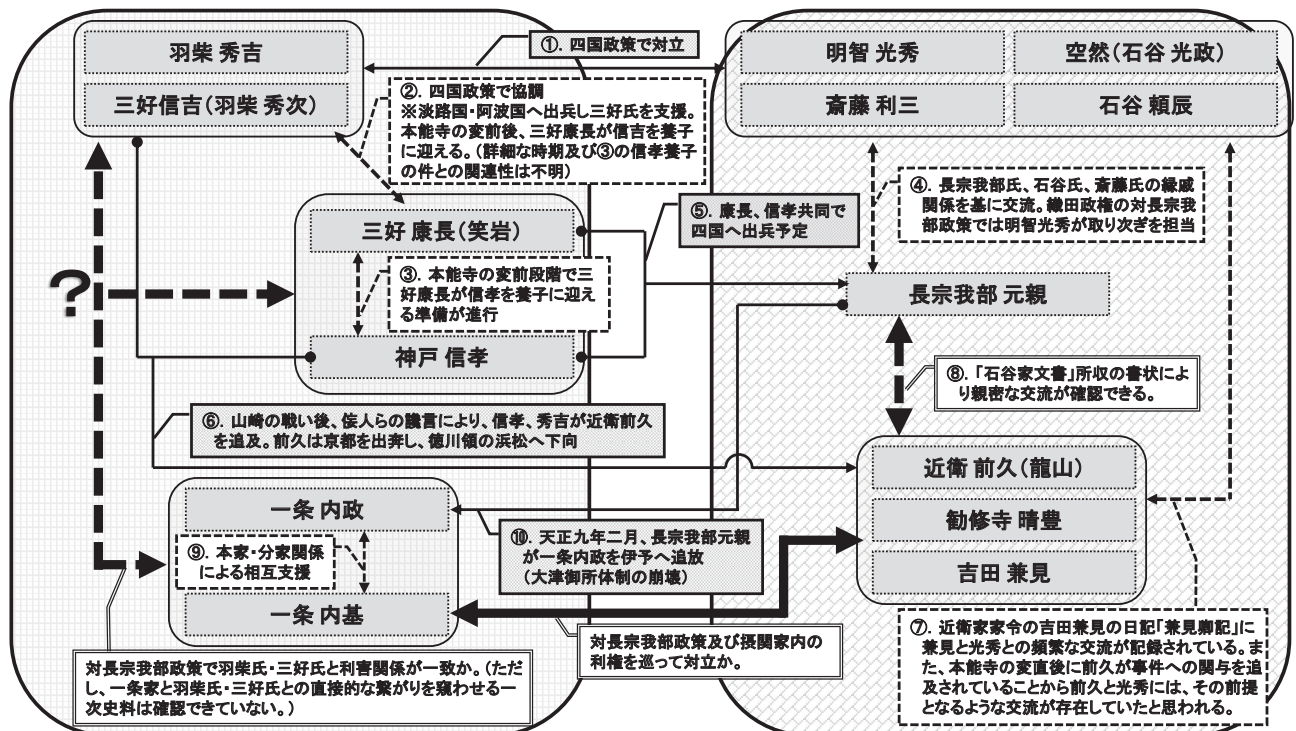 羽柴 秀吉
三好信吉(羽柴 秀次)
①．四国政策で対立
②．四国政策で協調
※淡路国・阿波国へ出兵し三好氏を支援。
本能寺の変前後、三好康長が信吉を養子
に迎える。(詳細な時期及び③の信孝養子
の件との関連性は不明)
明智 光秀
空然(石谷 光政)
斎藤 利三
石谷 頼辰
④．長宗我部氏、石谷氏、斎藤氏の縁戚
関係を基に交流。織田政権の対長宗我
部政策では明智光秀が取り次ぎを担当
三好 康長(笑岩)
③．本能寺の変前段階で三
好康長が信孝を養子に迎え
る準備が進行
神戸 信孝
⑤．康長、信孝共同で
四国へ出兵予定
?
長宗我部 元親
⑧．「石谷家文書」所収の書状によ
り親密な交流が確認できる。
⑥．山崎の戦い後、佞人らの讒言により、信孝、秀吉が近衛前久
を追及。前久は京都を出奔し、徳川領の浜松へ下向
近衛 前久(龍山)
勧修寺 晴豊
吉田 兼見
一条 内政
⑨．本家・分家関係
による相互支援
一条 内基
⑩．天正九年二月、長宗我部元親
が一条内政を伊予へ追放
(大津御所体制の崩壊)
対長宗我部政策及び摂関家内の
利権を巡って対立か。
⑦．近衛家家令の吉田兼見の日記「兼見卿記」に
兼見と光秀との頻繁な交流が記録されている。ま
た、本能寺の変直後に前久が事件への関与を追
及されていることから前久と光秀には、その前提
となるような交流が存在していたと思われる。
対長宗我部政策で羽柴氏・三好氏と利害関係が一致か。(ただ
し、一条家と羽柴氏・三好氏との直接的な繋がりを窺わせる一
次史料は確認できていない。)